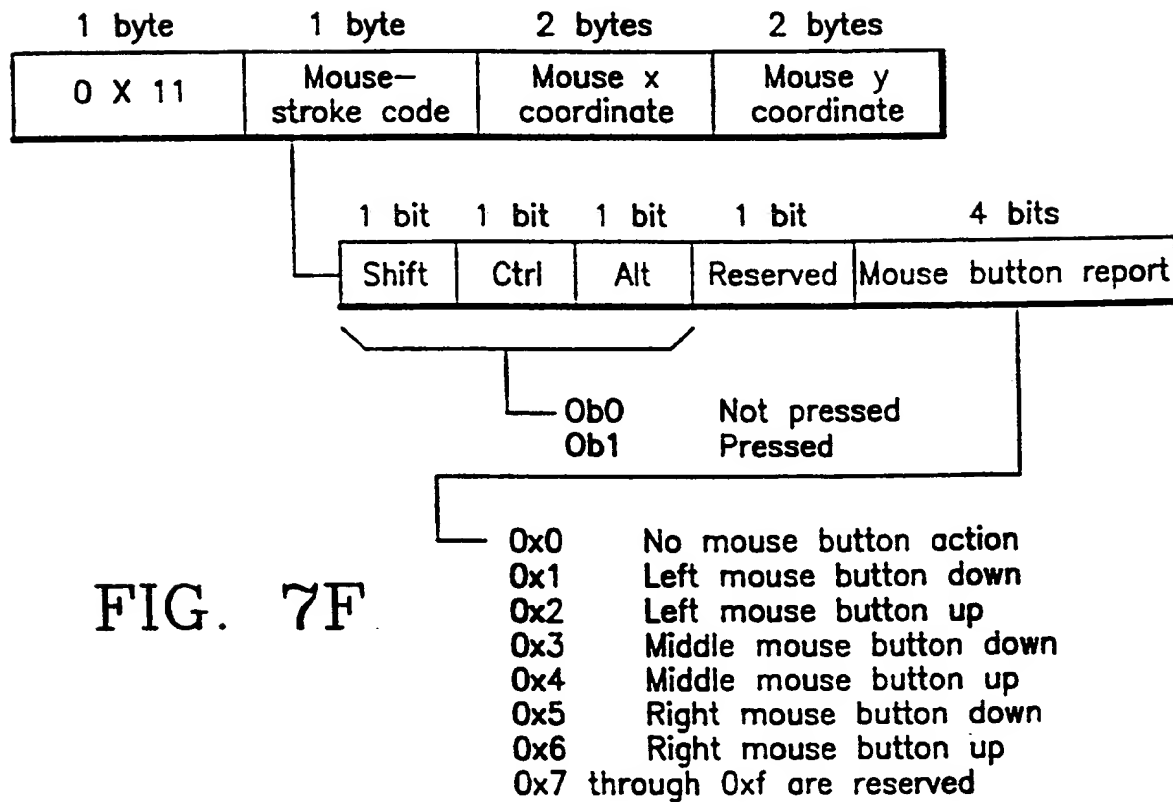 1 byte 1 byte 2 bytes 2 bytes
0 X 11 Mouse- Mouse x Mouse y
stroke code coordinate coordinate
1 bit 1 bit 1 bit 1 bit 4 bits
Shift Ctrl Alt Reserved Mouse button report
0b0 Not pressed
0b1 Pressed
0x0 No mouse button action
0x1 Left mouse button down
0x2 Left mouse button up
0x3 Middle mouse button down
0x4 Middle mouse button up
0x5 Right mouse button down
0x6 Right mouse button up
0x7 through 0xf are reserved
FIG. 7F